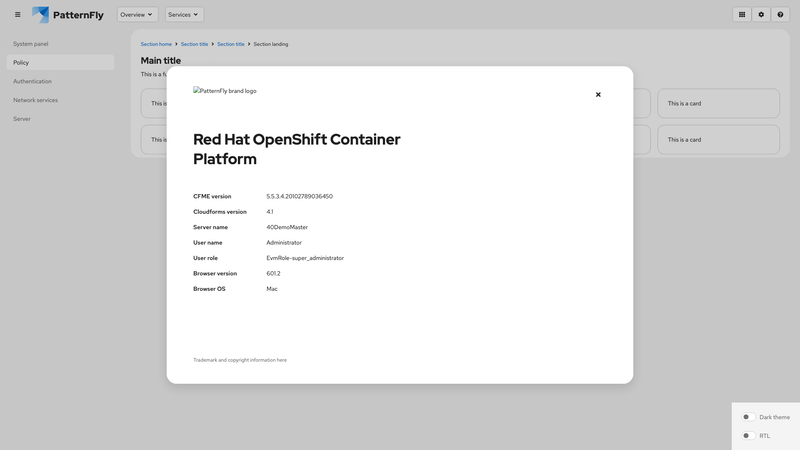 PatternFly
Overview
Services
System panel
Policy
Authentication
Network services
Server
Section home
Section title
Section title
Section landing
Main title
This is a fu
This is
This is a card
This is
This is a card
PatternFly brand logo
Red Hat OpenShift Container
Platform
CFME version 5.5.3.4.20102789036450
Cloudforms version 4.1
Server name 40DemoMaster
User name Administrator
User role EvmRole-super_administrator
Browser version 601.2
Browser OS Mac
Trademark and copyright information here
Dark theme
RTL